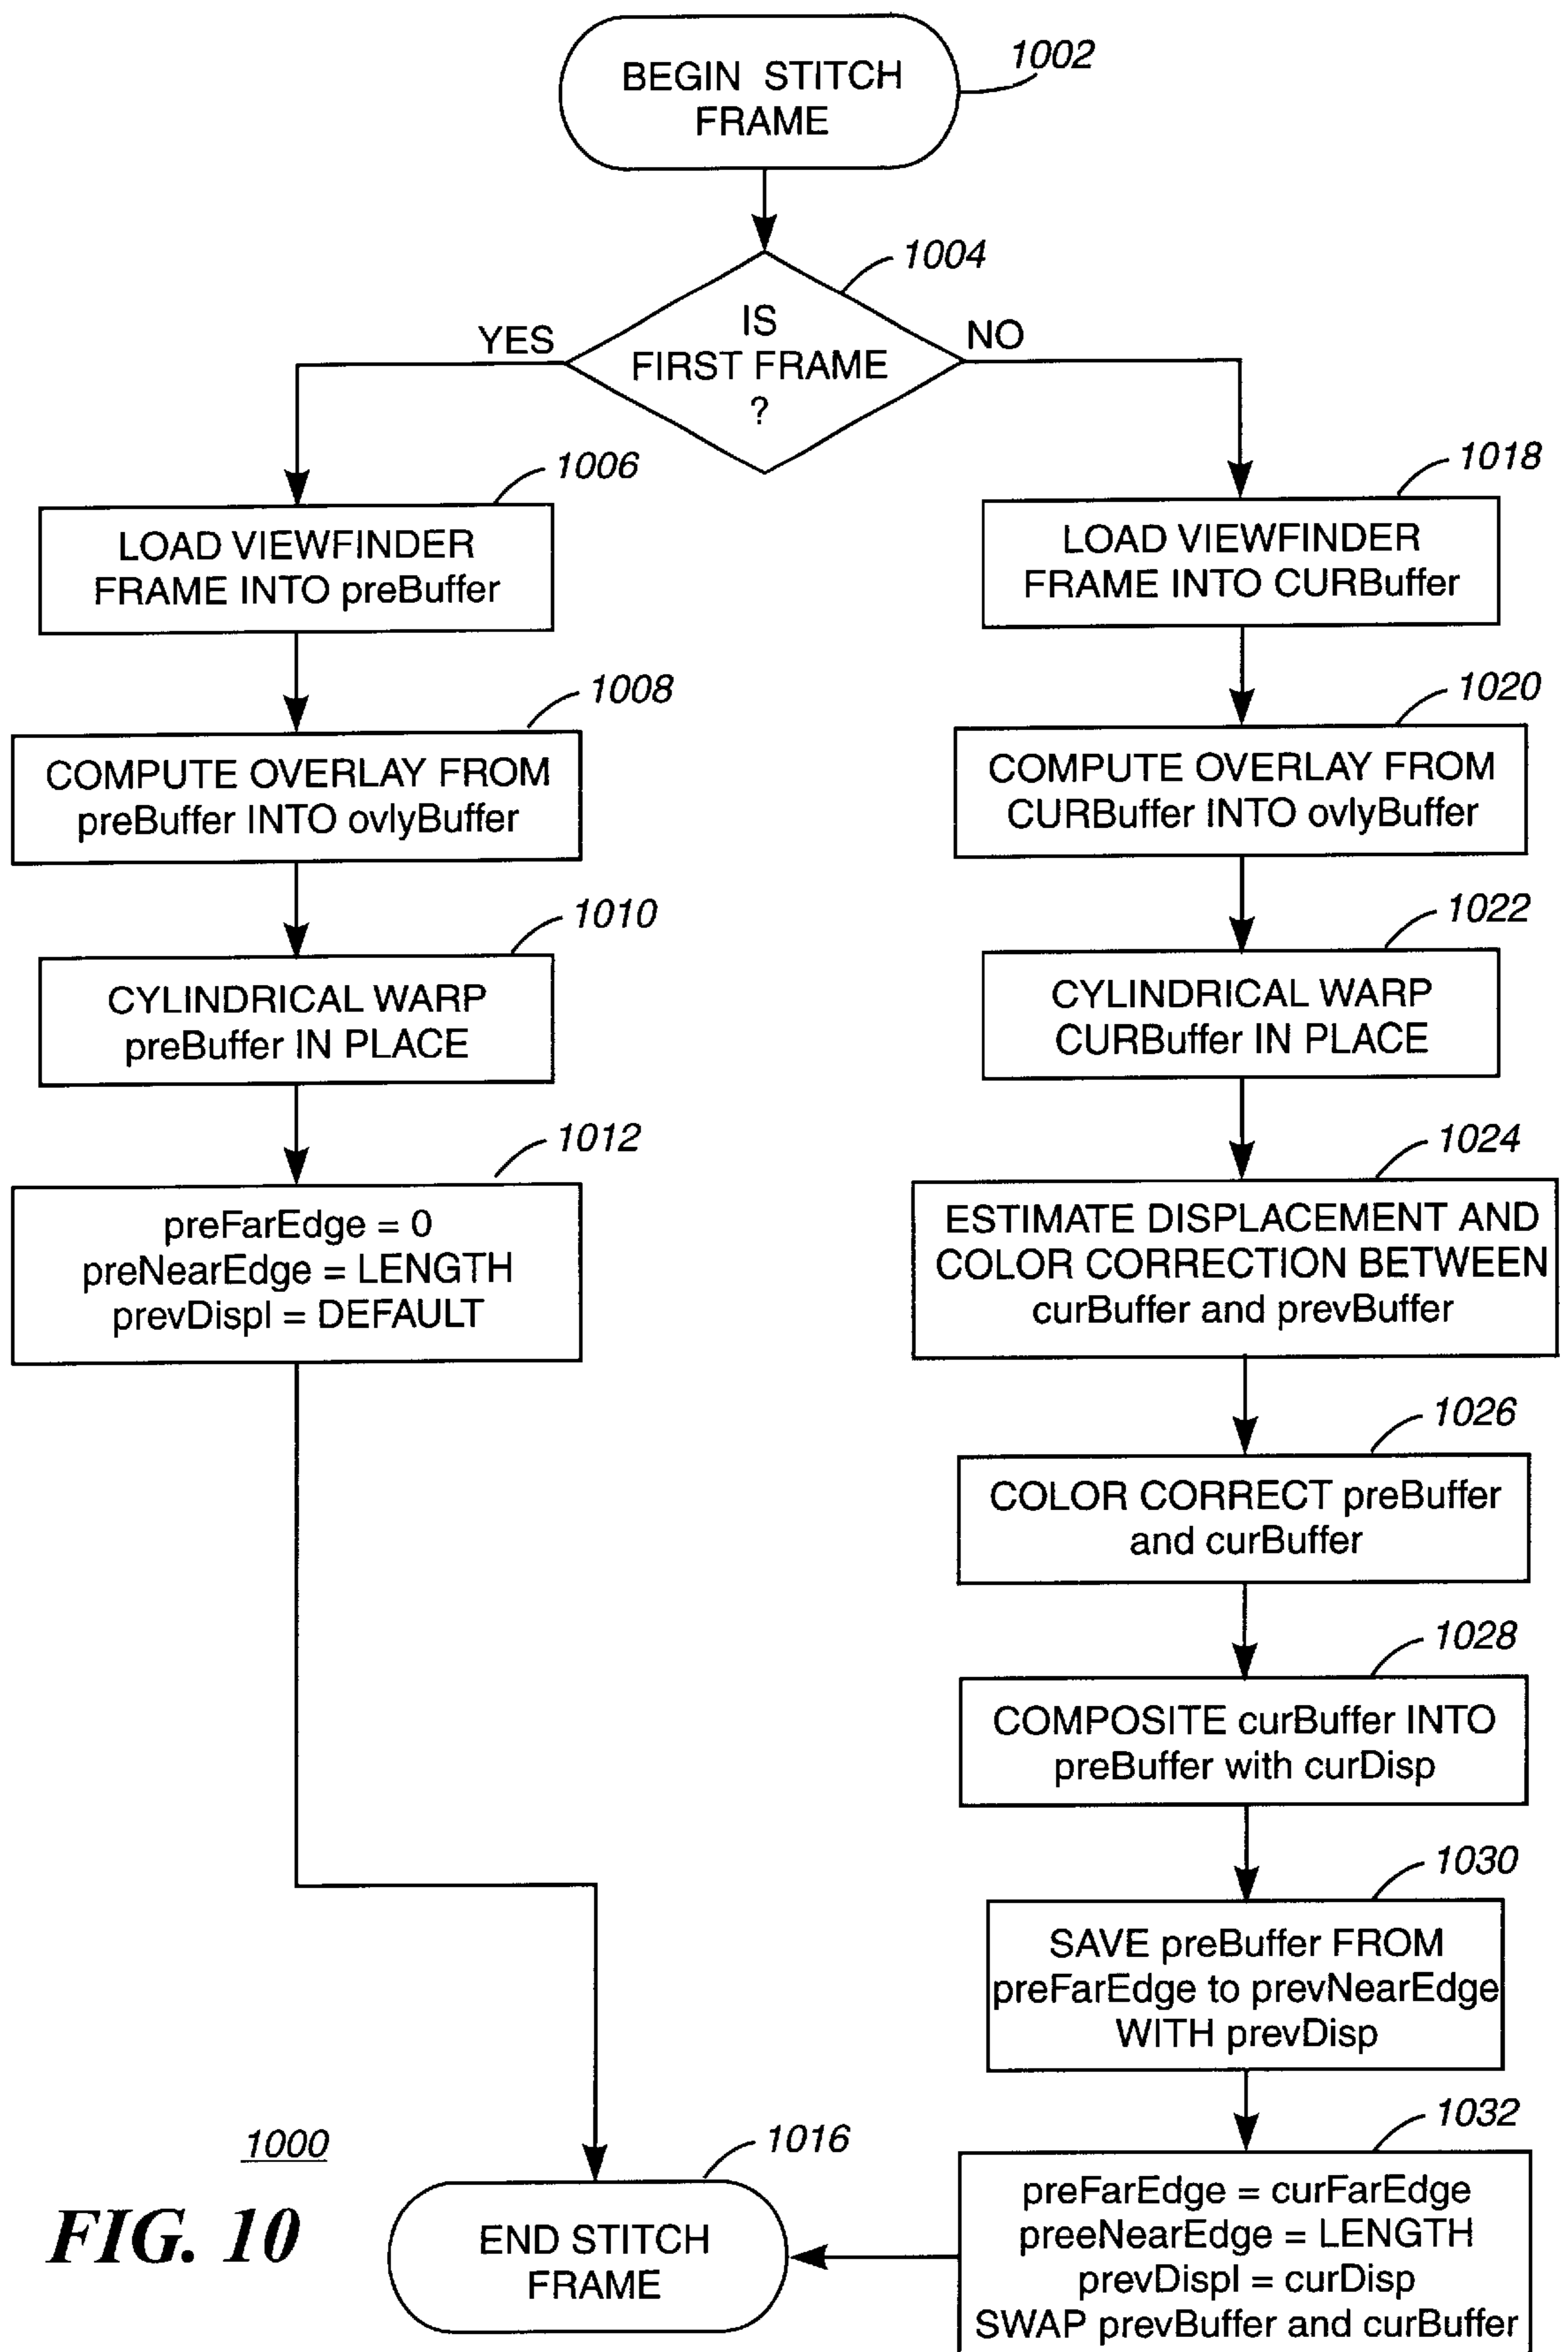 BEGIN STITCH
FRAME
1002
1004
IS
FIRST FRAME
?
YES
NO
1006
LOAD VIEWFINDER
FRAME INTO preBuffer
1008
COMPUTE OVERLAY FROM
preBuffer INTO ovlyBuffer
1010
CYLINDRICAL WARP
preBuffer IN PLACE
1012
preFarEdge = 0
preNearEdge = LENGTH
prevDispl = DEFAULT
1018
LOAD VIEWFINDER
FRAME INTO CURBuffer
1020
COMPUTE OVERLAY FROM
CURBuffer INTO ovlyBuffer
1022
CYLINDRICAL WARP
CURBuffer IN PLACE
1024
ESTIMATE DISPLACEMENT AND
COLOR CORRECTION BETWEEN
curBuffer and prevBuffer
1026
COLOR CORRECT preBuffer
and curBuffer
1028
COMPOSITE curBuffer INTO
preBuffer with curDisp
1030
SAVE preBuffer FROM
preFarEdge to prevNearEdge
WITH prevDisp
1032
preFarEdge = curFarEdge
preeNearEdge = LENGTH
prevDispl = curDisp
SWAP prevBuffer and curBuffer
1016
END STITCH
FRAME
1000
FIG. 10